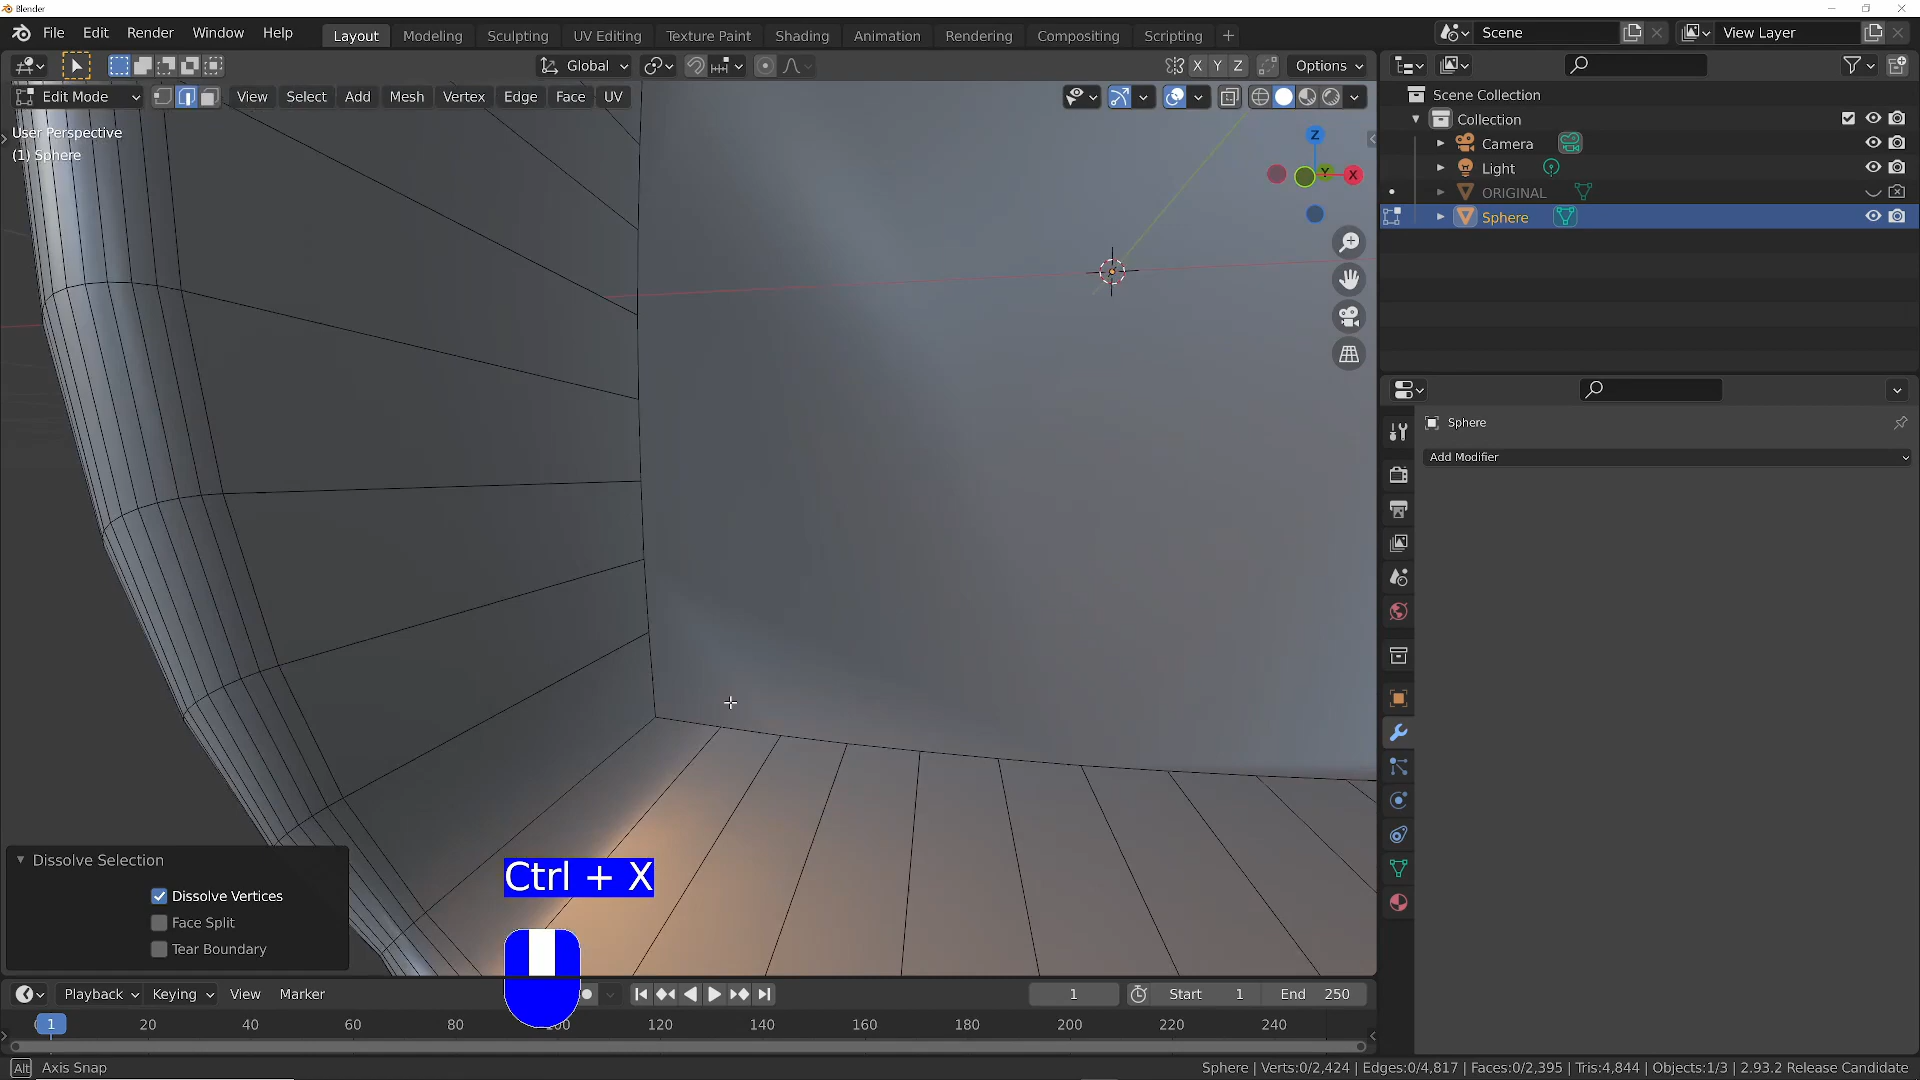 Blender
File Edit Render Window Help Layout Modeling Sculpting UV Editing Texture Paint Shading Animation Rendering Compositing Scripting + Scene View Layer
Global X Y Z Options
Edit Mode View Select Add Mesh Vertex Edge Face UV
User Perspective
(1) Sphere
Z
Y
X
Scene Collection
Collection
Camera
Light
ORIGINAL
Sphere
Sphere
Add Modifier
Dissolve Selection
Dissolve Vertices
Face Split
Tear Boundary
Ctrl + X
Playback Keying View Marker 1 Start 1 End 250
1 20 40 60 80 100 120 140 160 180 200 220 240
Alt Axis Snap Sphere | Verts:0/2,424 | Edges:0/4,817 | Faces:0/2,395 | Tris:4,844 | Objects:1/3 | 2.93.2 Release Candidate